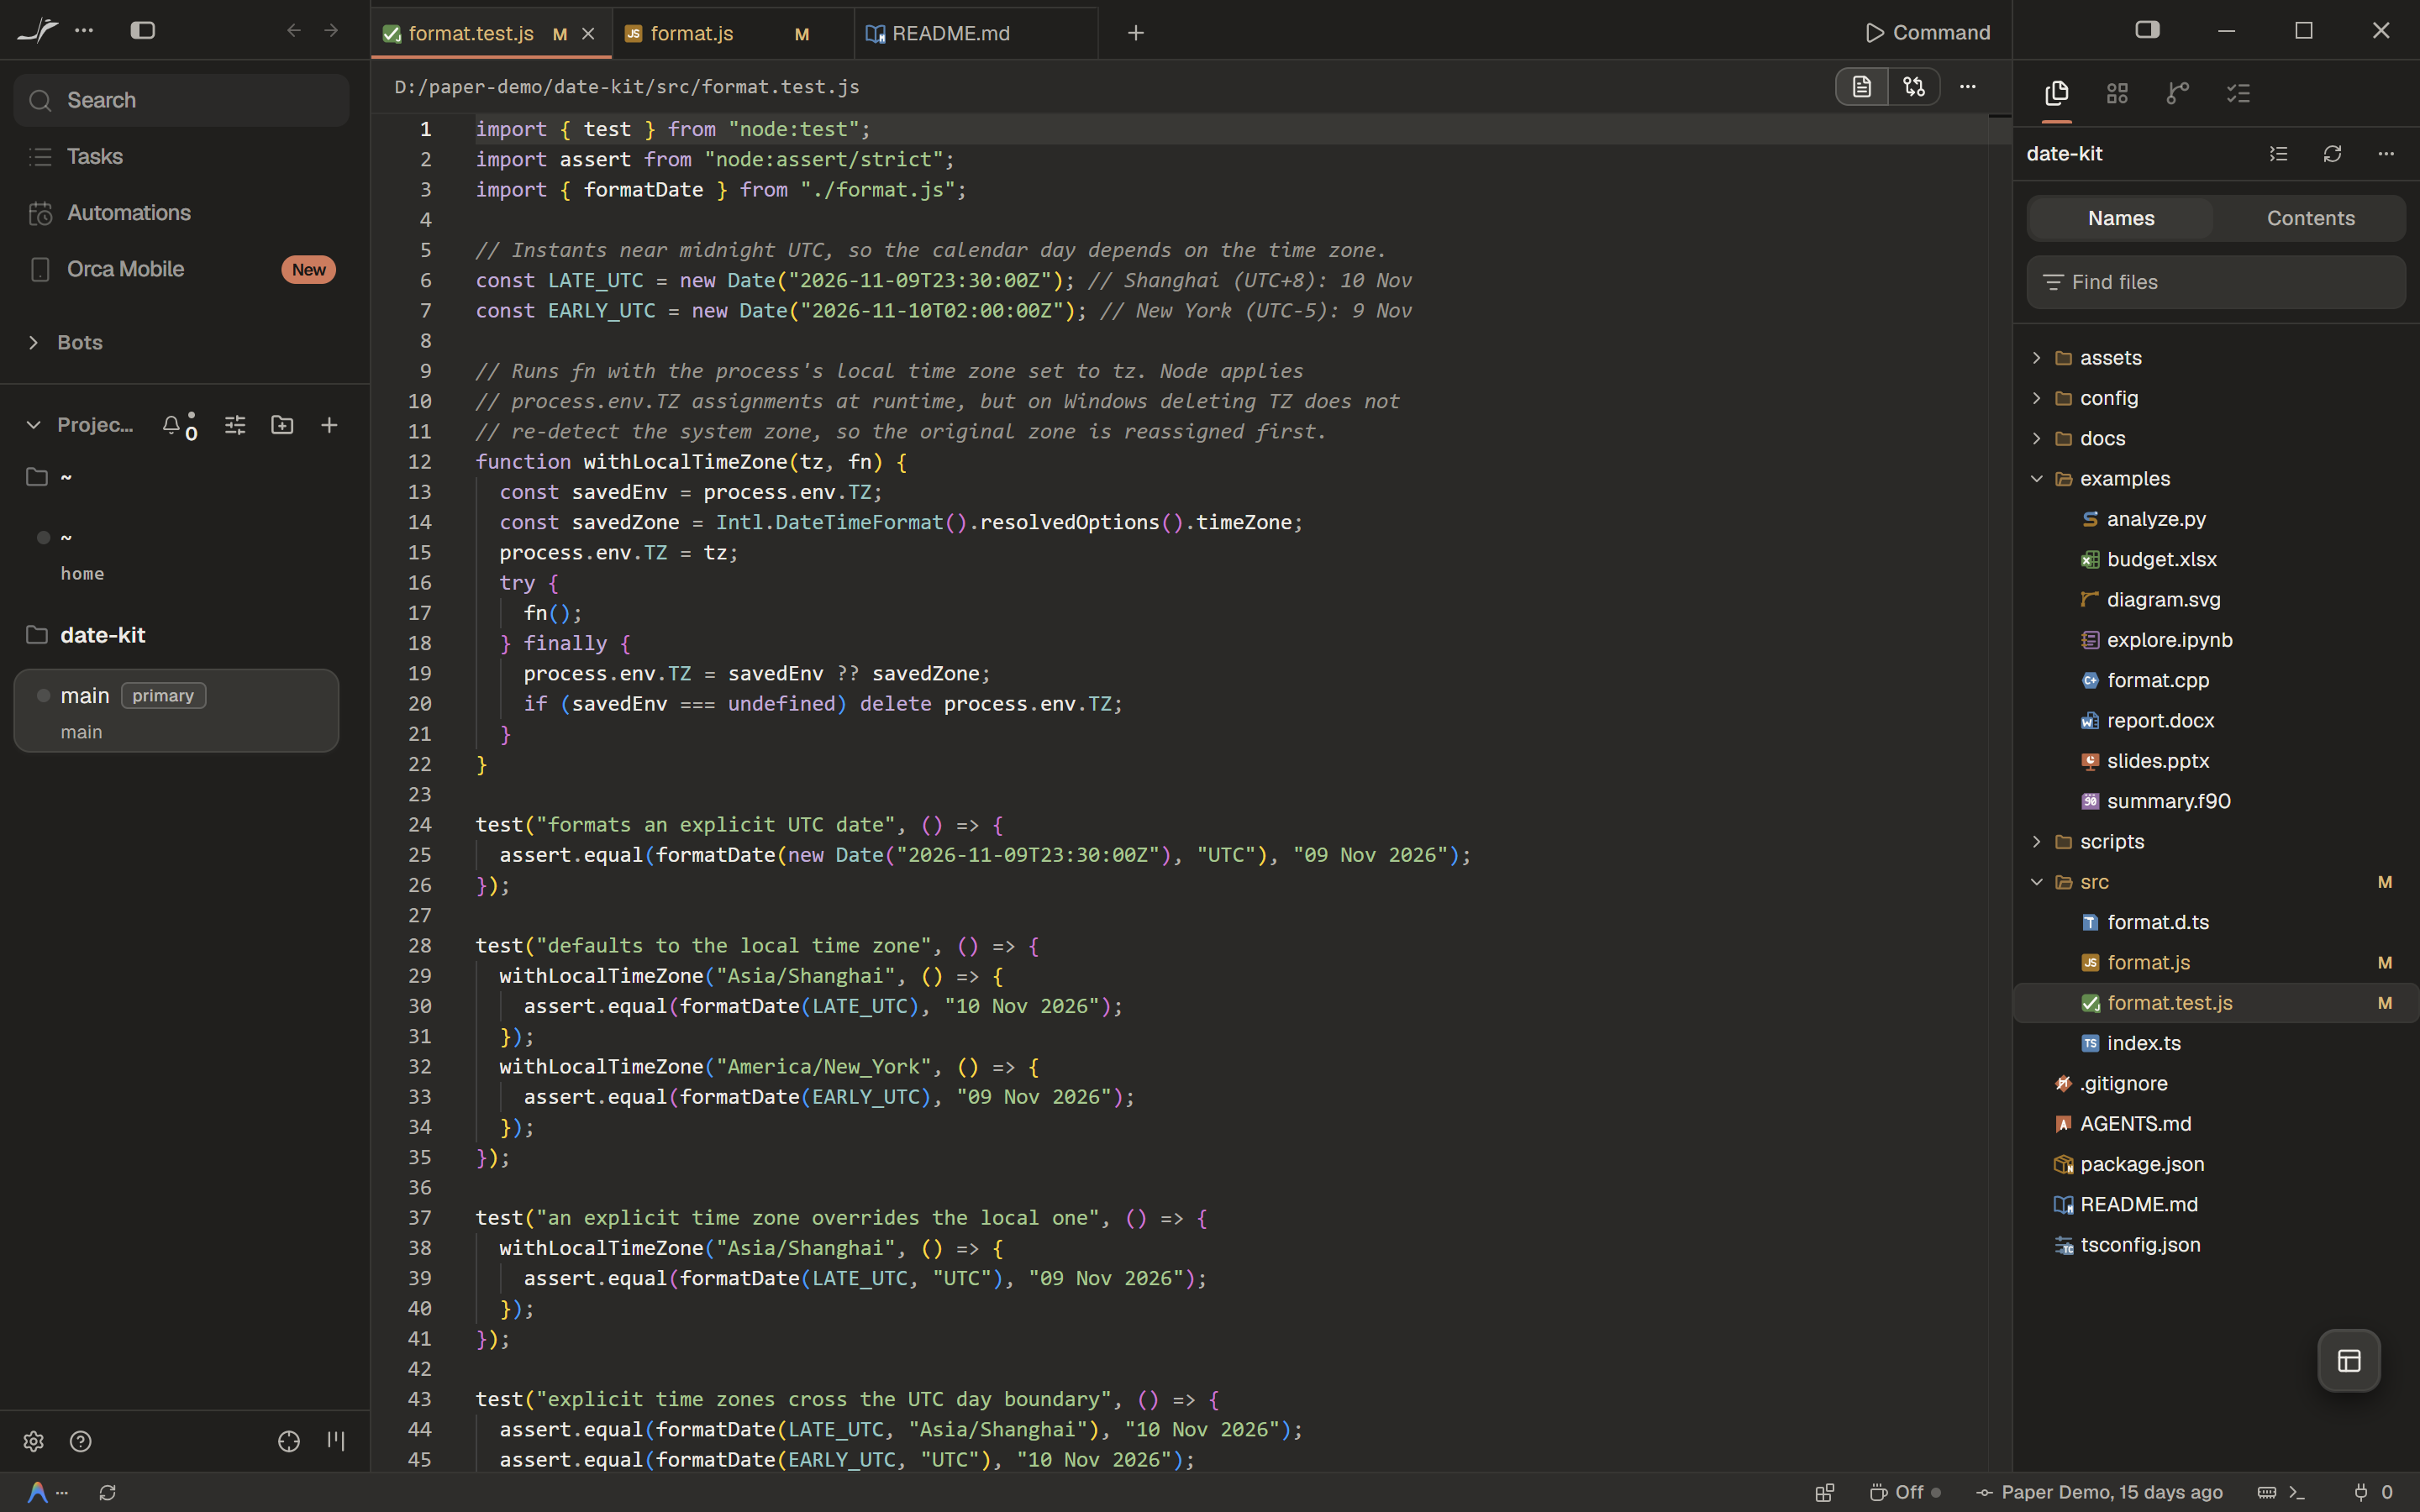 format.test.js M
format.js M
README.md
Command
Search
Tasks
Automations
Orca Mobile New
Bots
Projec... 0
~
~
home
date-kit
main primary
main
D:/paper-demo/date-kit/src/format.test.js
1 import { test } from "node:test";
2 import assert from "node:assert/strict";
3 import { formatDate } from "./format.js";
4
5 // Instants near midnight UTC, so the calendar day depends on the time zone.
6 const LATE_UTC = new Date("2026-11-09T23:30:00Z"); // Shanghai (UTC+8): 10 Nov
7 const EARLY_UTC = new Date("2026-11-10T02:00:00Z"); // New York (UTC-5): 9 Nov
8
9 // Runs fn with the process's local time zone set to tz. Node applies
10 // process.env.TZ assignments at runtime, but on Windows deleting TZ does not
11 // re-detect the system zone, so the original zone is reassigned first.
12 function withLocalTimeZone(tz, fn) {
13 const savedEnv = process.env.TZ;
14 const savedZone = Intl.DateTimeFormat().resolvedOptions().timeZone;
15 process.env.TZ = tz;
16 try {
17 fn();
18 } finally {
19 process.env.TZ = savedEnv ?? savedZone;
20 if (savedEnv === undefined) delete process.env.TZ;
21 }
22 }
23
24 test("formats an explicit UTC date", () => {
25 assert.equal(formatDate(new Date("2026-11-09T23:30:00Z"), "UTC"), "09 Nov 2026");
26 });
27
28 test("defaults to the local time zone", () => {
29 withLocalTimeZone("Asia/Shanghai", () => {
30 assert.equal(formatDate(LATE_UTC), "10 Nov 2026");
31 });
32 withLocalTimeZone("America/New_York", () => {
33 assert.equal(formatDate(EARLY_UTC), "09 Nov 2026");
34 });
35 });
36
37 test("an explicit time zone overrides the local one", () => {
38 withLocalTimeZone("Asia/Shanghai", () => {
39 assert.equal(formatDate(LATE_UTC, "UTC"), "09 Nov 2026");
40 });
41 });
42
43 test("explicit time zones cross the UTC day boundary", () => {
44 assert.equal(formatDate(LATE_UTC, "Asia/Shanghai"), "10 Nov 2026");
45 assert.equal(formatDate(EARLY_UTC, "UTC"), "10 Nov 2026");
date-kit
Names Contents
Find files
assets
config
docs
examples
analyze.py
budget.xlsx
diagram.svg
explore.ipynb
format.cpp
report.docx
slides.pptx
summary.f90
scripts
src M
format.d.ts
format.js M
format.test.js M
index.ts
.gitignore
AGENTS.md
package.json
README.md
tsconfig.json
Off
Paper Demo, 15 days ago
0